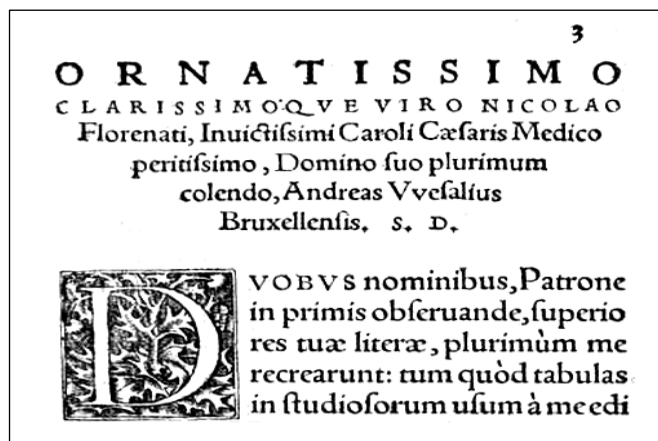 3
ORNATISSIMO
CLARISSIMOQVE VIRO NICOLAO
Florenati, Inuictiſsimi Caroli Cæſaris Medico
peritiſsimo, Domino ſuo plurimum
colendo, Andreas Vveſalius
Bruxellenſis. S. D.
DVOBVS nominibus, Patrone
in primis obſeruande, ſuperio
res tuæ literæ, plurimùm me
recrearunt: tum quòd tabulas
in ſtudioſorum uſum à me edi